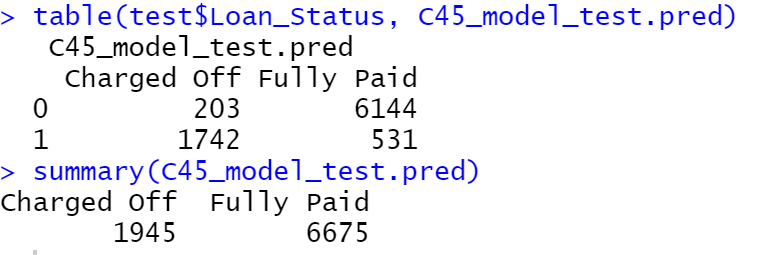 > table(test$Loan_Status, C45_model_test.pred)
   C45_model_test.pred
    Charged Off Fully Paid
  0         203       6144
  1        1742        531
> summary(C45_model_test.pred)
Charged Off  Fully Paid
       1945        6675